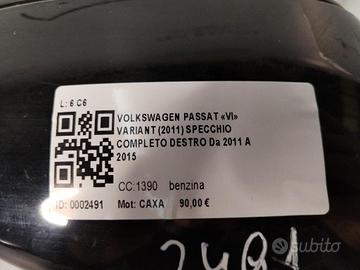 L: 6 C6
VOLKSWAGEN PASSAT «VI»
VARIANT (2011) SPECCHIO
COMPLETO DESTRO Da 2011 A
2015
CC:1390 benzina
ID: 0002491 Mot: CAXA 90,00 €
2491
subito